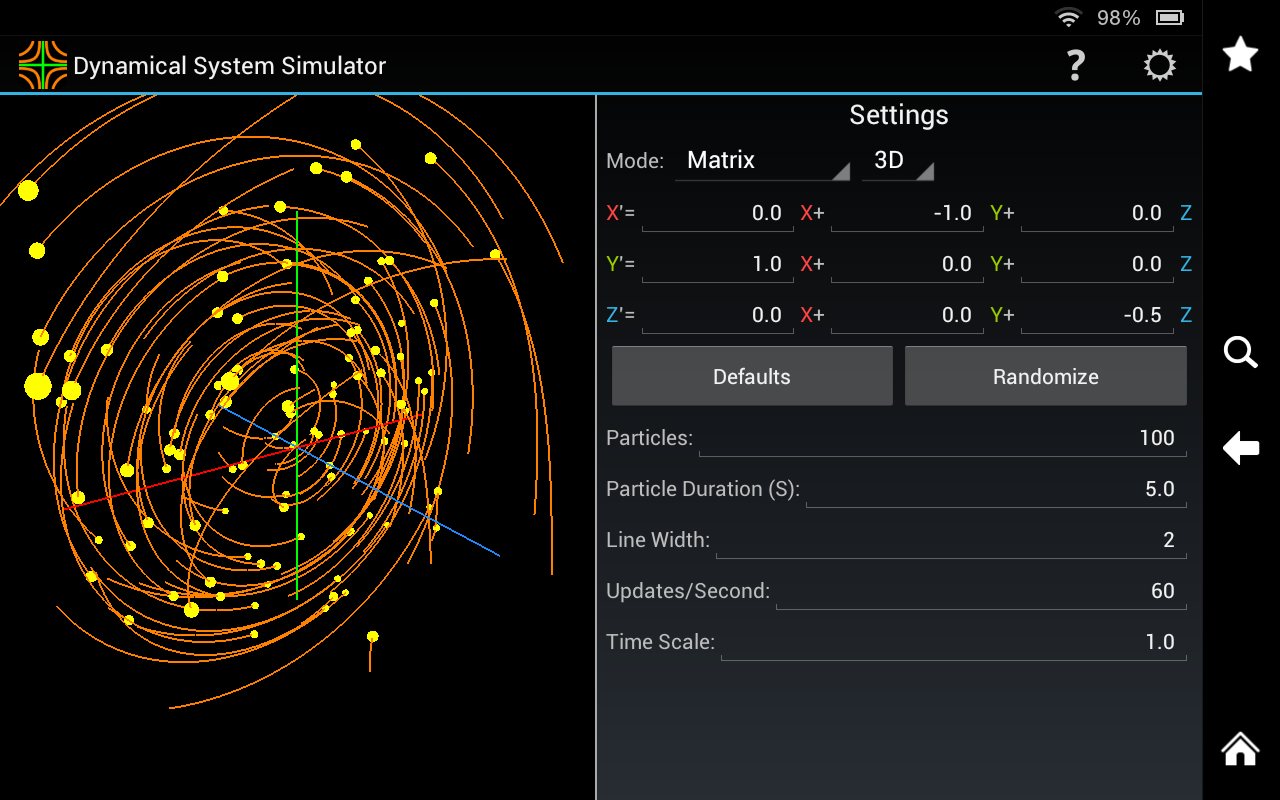 98%
Dynamical System Simulator ?
Settings
Mode: Matrix 3D
X'= 0.0 X+ -1.0 Y+ 0.0 Z
Y'= 1.0 X+ 0.0 Y+ 0.0 Z
Z'= 0.0 X+ 0.0 Y+ -0.5 Z
Defaults Randomize
Particles: 100
Particle Duration (S): 5.0
Line Width: 2
Updates/Second: 60
Time Scale: 1.0